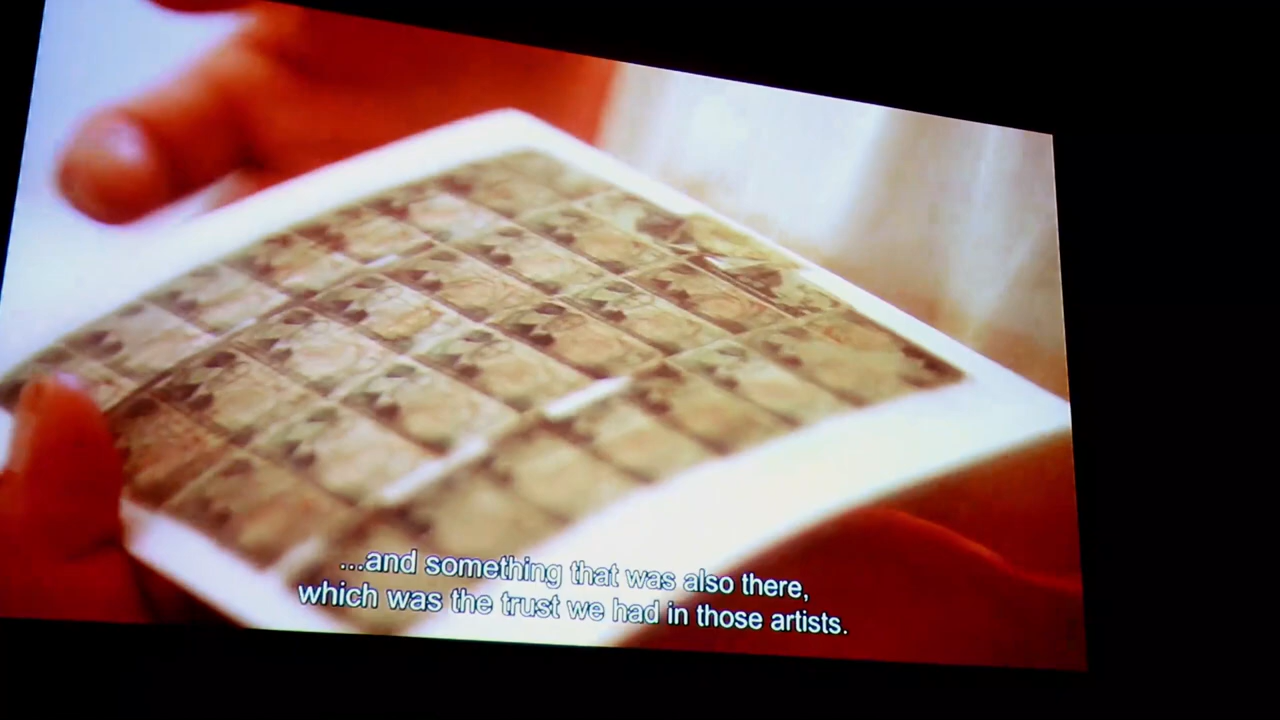 ...and something that was also there,
which was the trust we had in those artists.